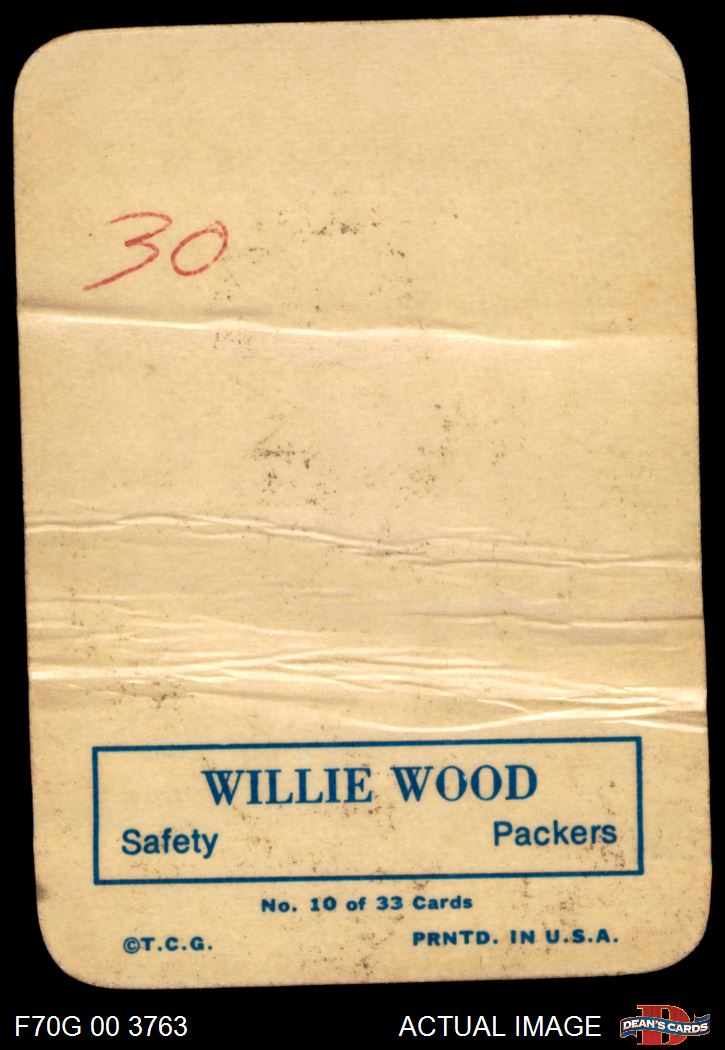 30
WILLIE WOOD
Safety Packers
No. 10 of 33 Cards
©T.C.G. PRNTD. IN U.S.A.
F70G 00 3763 ACTUAL IMAGE D DEAN'S CARDS